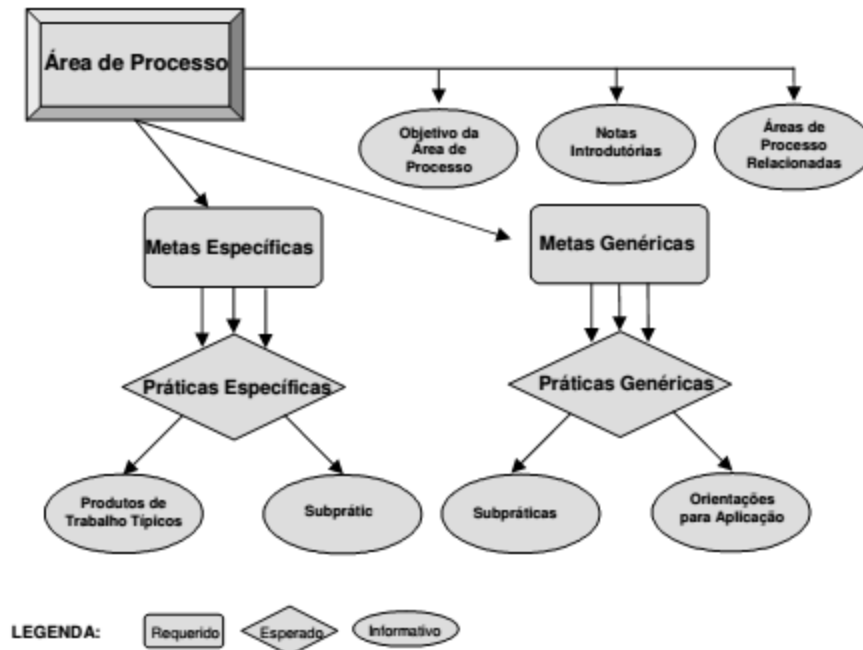 Área de Processo
Objetivo da
Área de
Processo
Notas
Introdutórias
Áreas de
Processo
Relacionadas
Metas Específicas
Metas Genéricas
Práticas Específicas
Práticas Genéricas
Produtos de
Trabalho Típicos
Subprátic
Subpráticas
Orientações
para Aplicação
LEGENDA:
Requerido
Esperado
Informativo